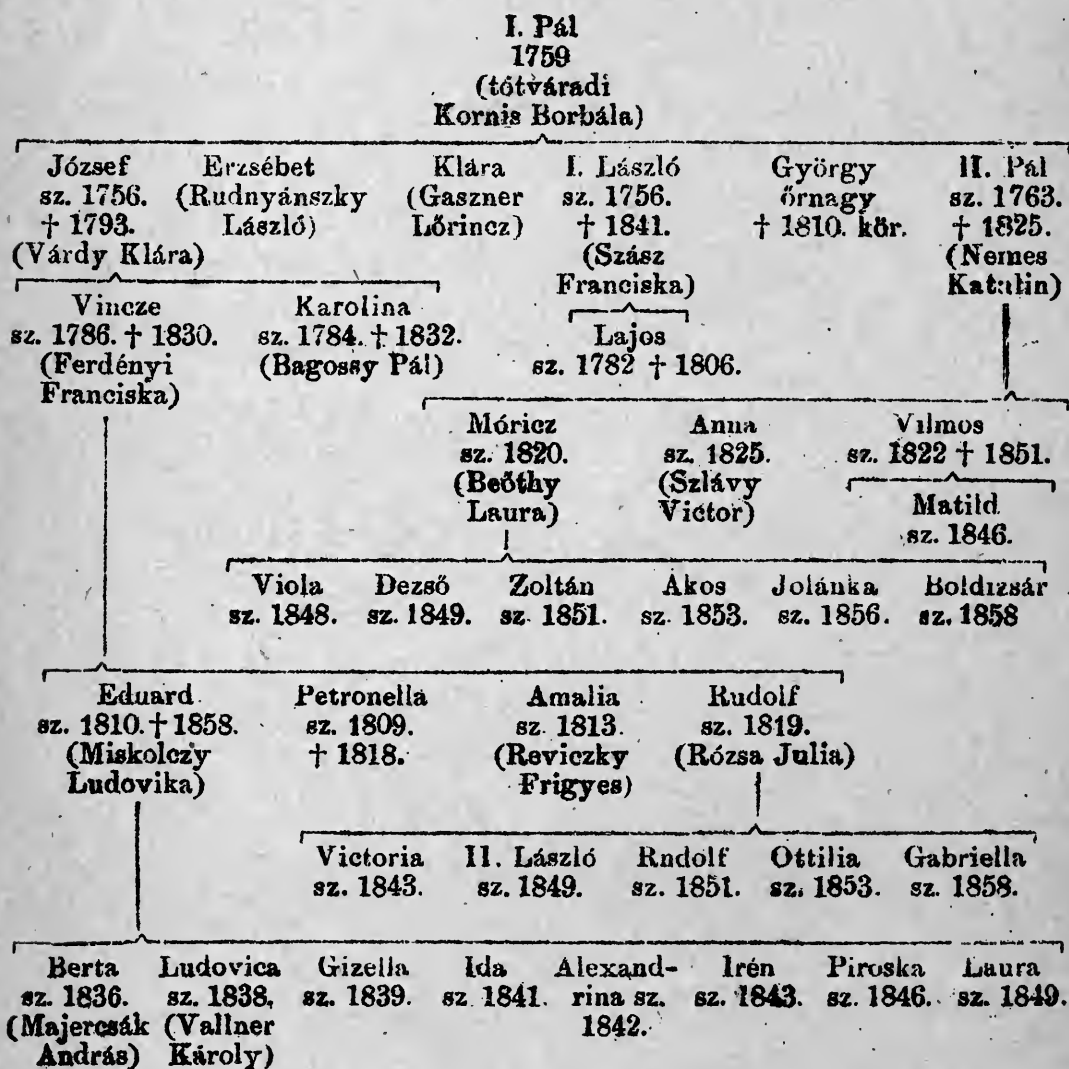 I. Pál
1759
(tótváradi
Kornis Borbála)
József Erzsébet Klára I. László György II. Pál
sz. 1756. (Rudnyánszky (Gaszner sz. 1756. őrnagy sz. 1763.
† 1793. László) Lőrincz) † 1841. † 1810. kör. † 1825.
(Várdy Klára) (Szász (Nemes
Franciska) Katalin)
Vincze Karolina Lajos
sz. 1786. † 1830. sz. 1784. † 1832. sz. 1782 † 1806.
(Ferdényi (Bagossy Pál)
Franciska)
Móricz Anna Vilmos
sz. 1820. sz. 1825. sz. 1822 † 1851.
(Beőthy (Szlávy Matild
Laura) Victor) sz. 1846.
Viola Dezső Zoltán Akos Jolánka Boldizsár
sz. 1848. sz. 1849. sz. 1851. sz. 1853. sz. 1856. sz. 1858
Eduard Petronella Amalia Rudolf
sz. 1810. † 1858. sz. 1809. sz. 1813. sz. 1819.
(Miskolczy † 1818. (Reviczky (Rózsa Julia)
Ludovika) Frigyes)
Victoria II. László Rndolf Ottilia Gabriella
sz. 1843. sz. 1849. sz. 1851. sz. 1853. sz. 1858.
Berta Ludovica Gizella Ida Alexand- Irén Piroska Laura
sz. 1836. sz. 1838, sz. 1839. sz 1841. rina sz. sz. 1843. sz. 1846. sz. 1849.
(Majercsák (Vallner 1842.
András) Károly)